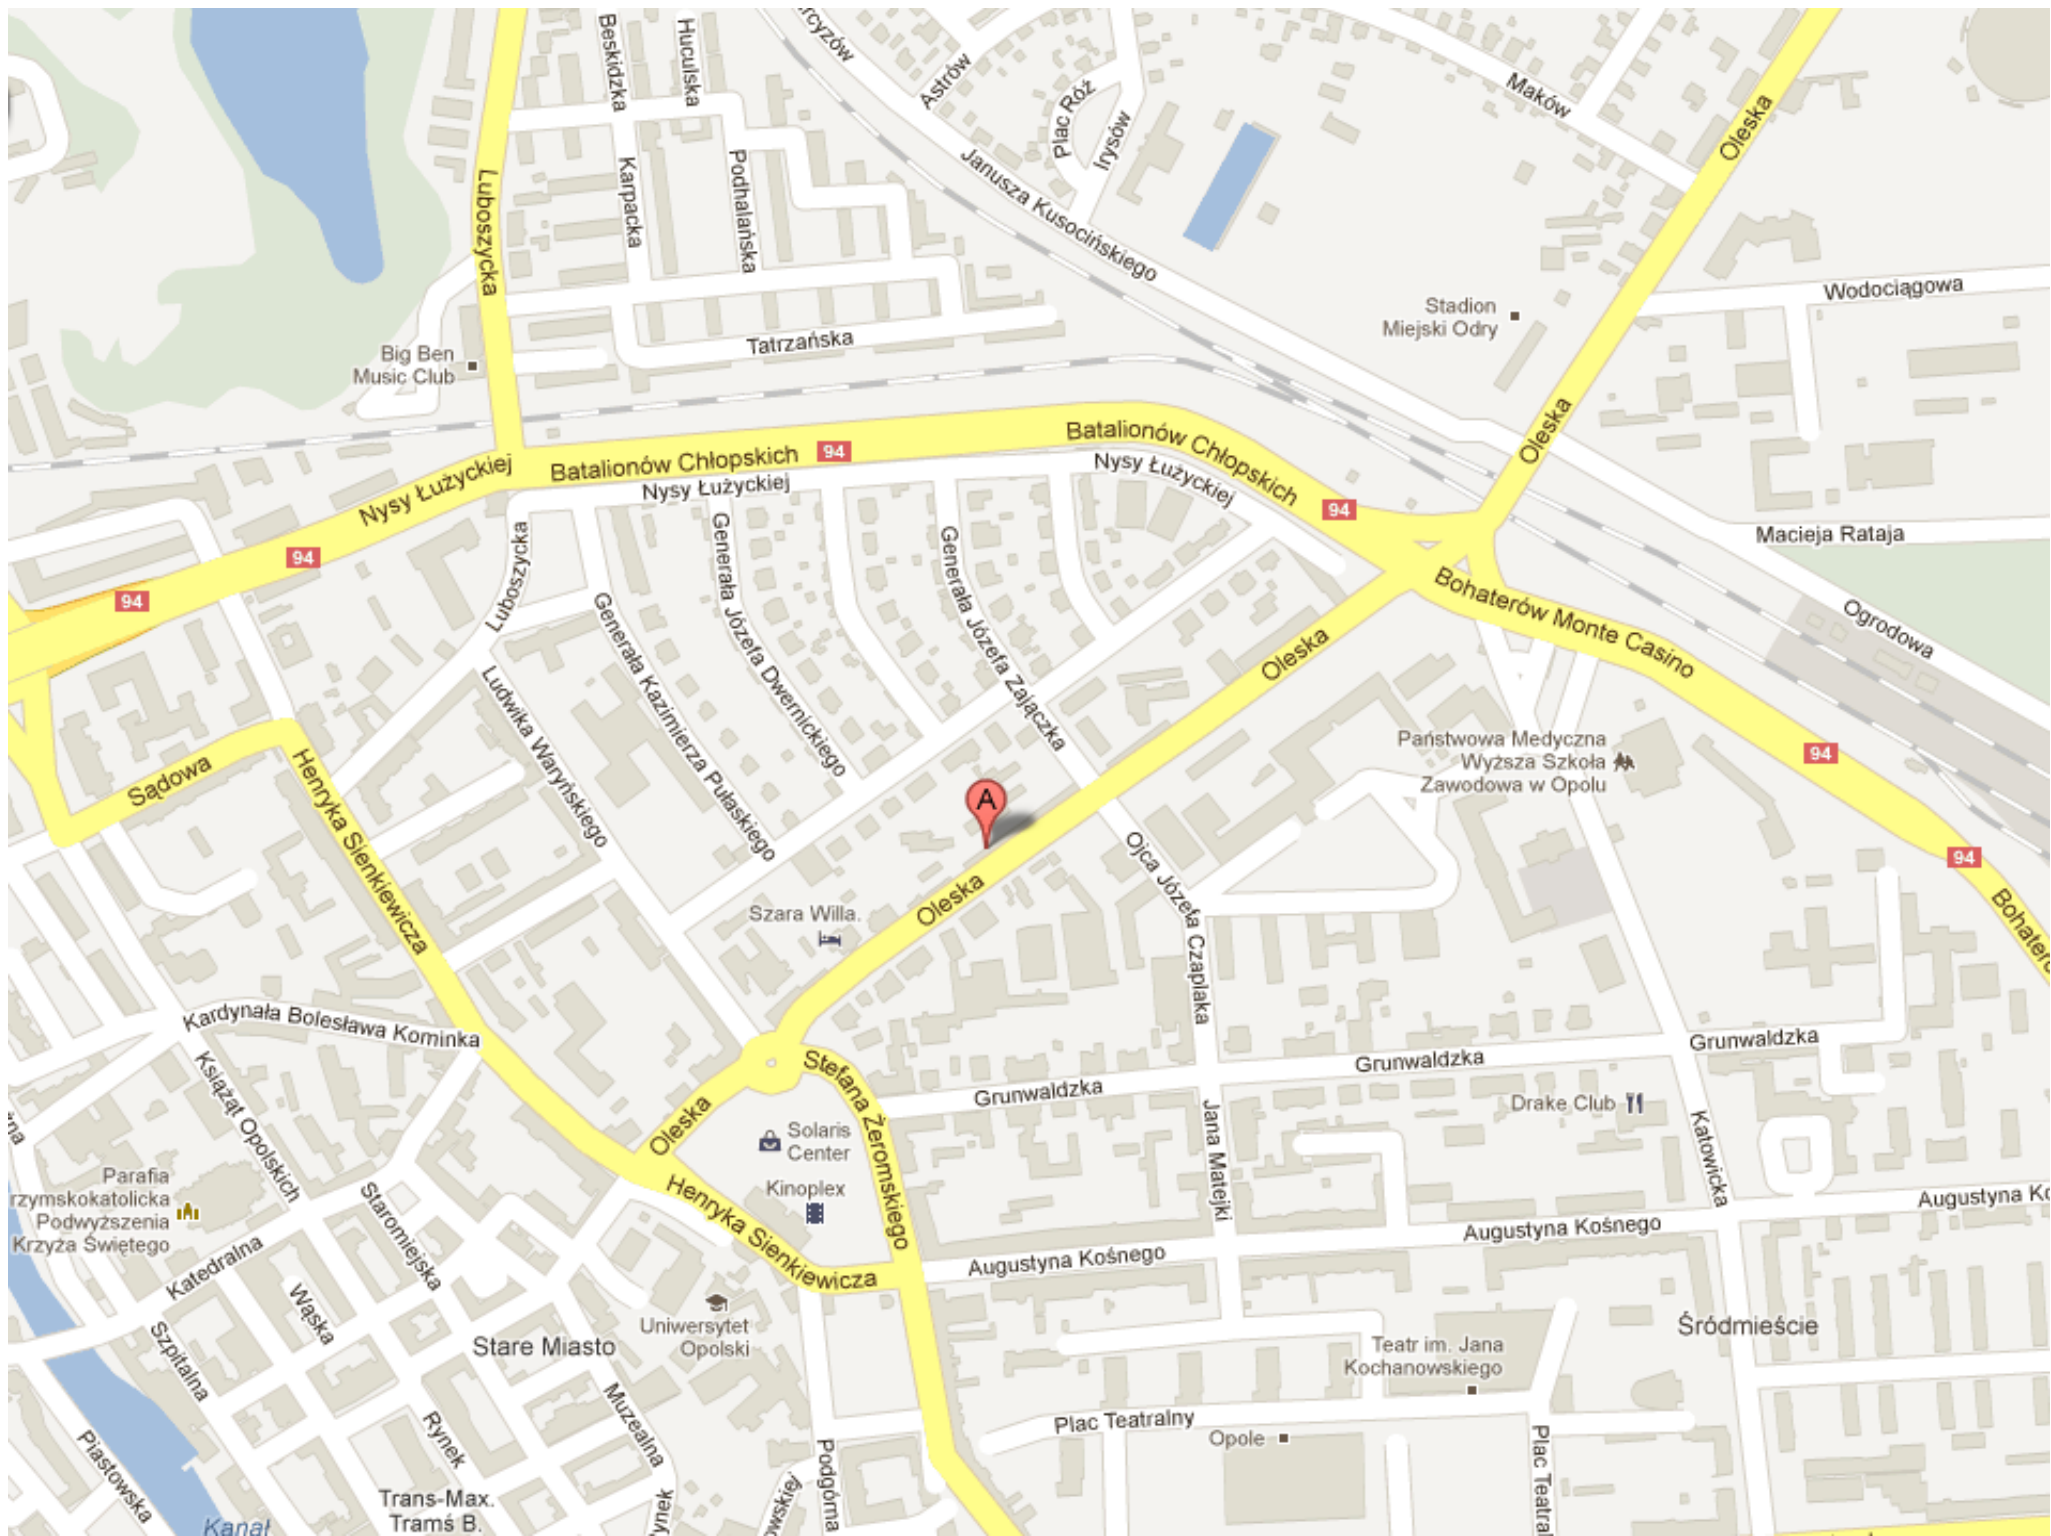 Beskidzka
Huculska
Astrów
Plac Róż
Irysów
Maków
Oleska
Luboszycka
Karpacka
Podhalańska
Janusza Kusocińskiego
Wodociągowa
Stadion
Miejski Odry
Tatrzańska
Big Ben
Music Club
Oleska
Batalionów Chłopskich
94
Batalionów Chłopskich
Nysy Łużyckiej
Nysy Łużyckiej
Nysy Łużyckiej
94
94
94
Macieja Rataja
Luboszycka
Generała Józefa Dwernickiego
Generała Józefa Zajączka
Generała Kazimierza Pułaskiego
Bohaterów Monte Casino
Ogrodowa
Oleska
Ludwika Waryńskiego
Sądowa
Henryka Sienkiewicza
Państwowa Medyczna
Wyższa Szkoła
Zawodowa w Opolu
94
A
94
Ojca Józefa Czaplaka
Oleska
Szara Willa.
Kardynała Bolesława Kominka
Książąt Opolskich
Stefana Żeromskiego
Grunwaldzka
Grunwaldzka
Grunwaldzka
Oleska
Solaris
Center
Kinoplex
Drake Club
Jana Matejki
Katowicka
Parafia
rzymskokatolicka
Podwyższenia
Krzyża Świętego
Staromiejska
Henryka Sienkiewicza
Augustyna Kośnego
Augustyna Kośnego
Augustyna Ko
Katedralna
Wąska
Szpitalna
Uniwersytet
Opolski
Stare Miasto
Śródmieście
Teatr im. Jana
Kochanowskiego
Plac Teatralny
Opole
Plac Teatral
Muzealna
Rynek
Piastowska
Podgórna
Trans-Max.
Tramś B.
Kanał